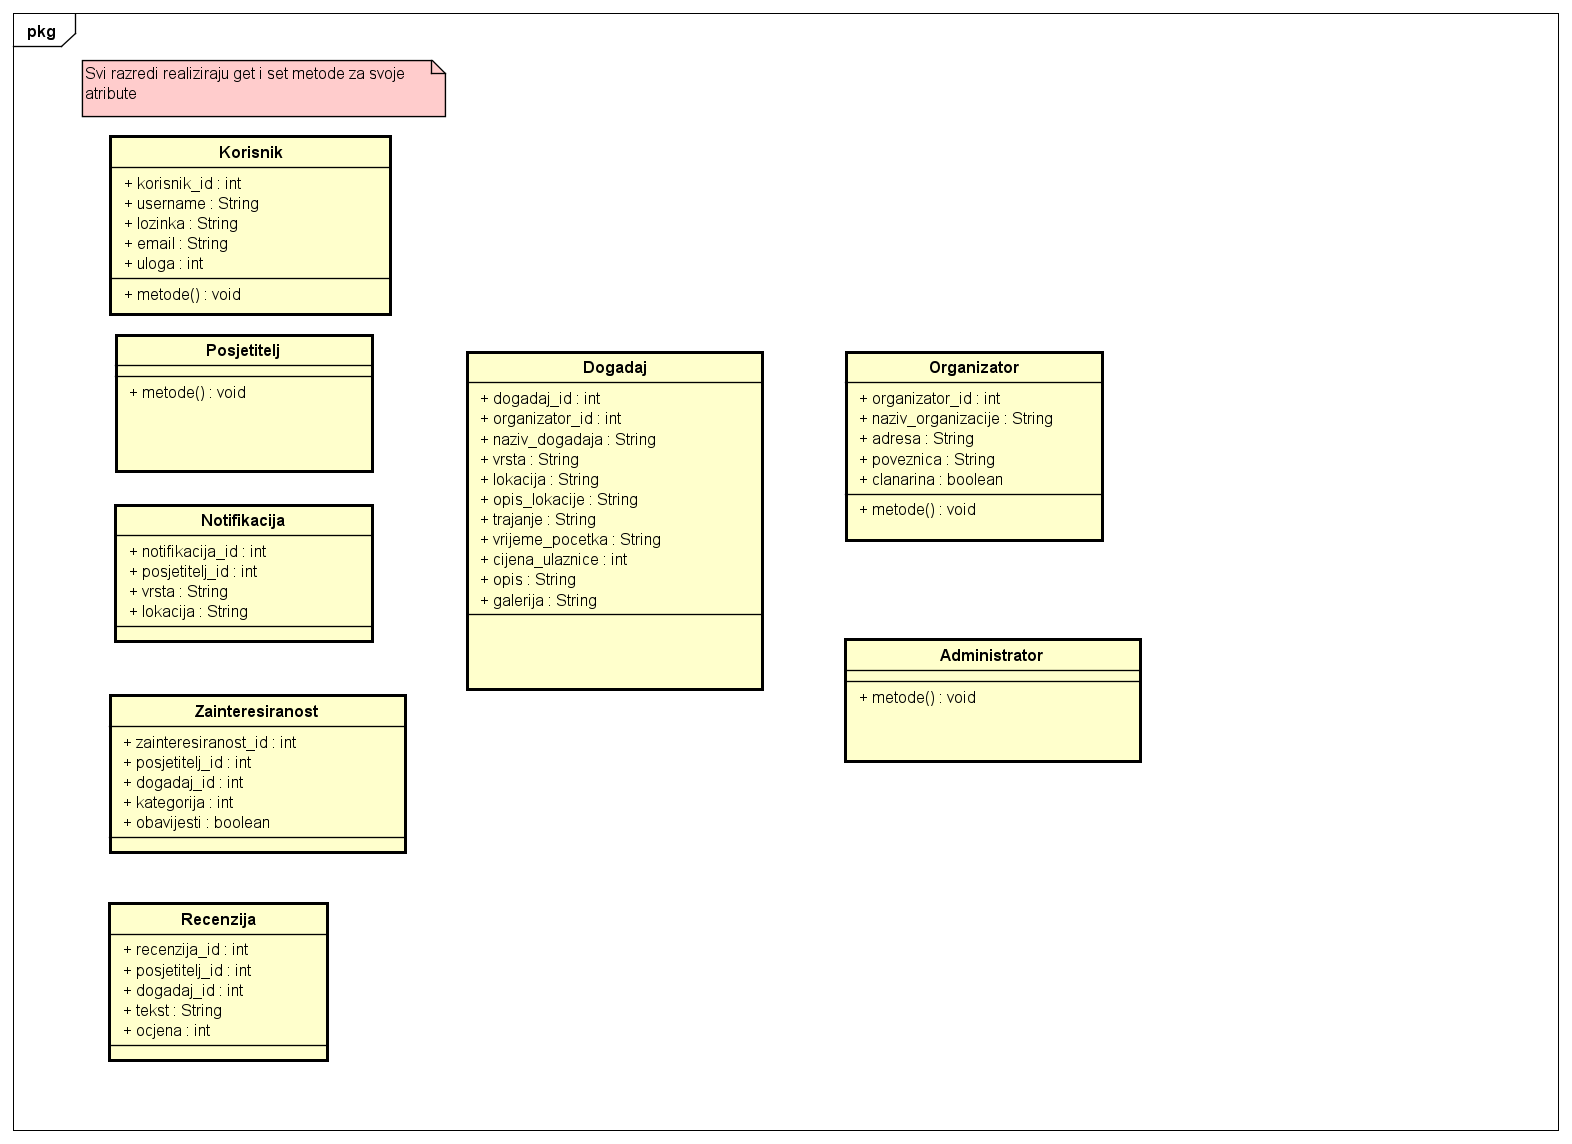 pkg
Svi razredi realiziraju get i set metode za svoje
atribute
Korisnik
+ korisnik_id : int
+ username : String
+ lozinka : String
+ email : String
+ uloga : int
+ metode() : void
Posjetitelj
+ metode() : void
Notifikacija
+ notifikacija_id : int
+ posjetitelj_id : int
+ vrsta : String
+ lokacija : String
Zainteresiranost
+ zainteresiranost_id : int
+ posjetitelj_id : int
+ dogadaj_id : int
+ kategorija : int
+ obavijesti : boolean
Recenzija
+ recenzija_id : int
+ posjetitelj_id : int
+ dogadaj_id : int
+ tekst : String
+ ocjena : int
Dogadaj
+ dogadaj_id : int
+ organizator_id : int
+ naziv_dogadaja : String
+ vrsta : String
+ lokacija : String
+ opis_lokacije : String
+ trajanje : String
+ vrijeme_pocetka : String
+ cijena_ulaznice : int
+ opis : String
+ galerija : String
Organizator
+ organizator_id : int
+ naziv_organizacije : String
+ adresa : String
+ poveznica : String
+ clanarina : boolean
+ metode() : void
Administrator
+ metode() : void